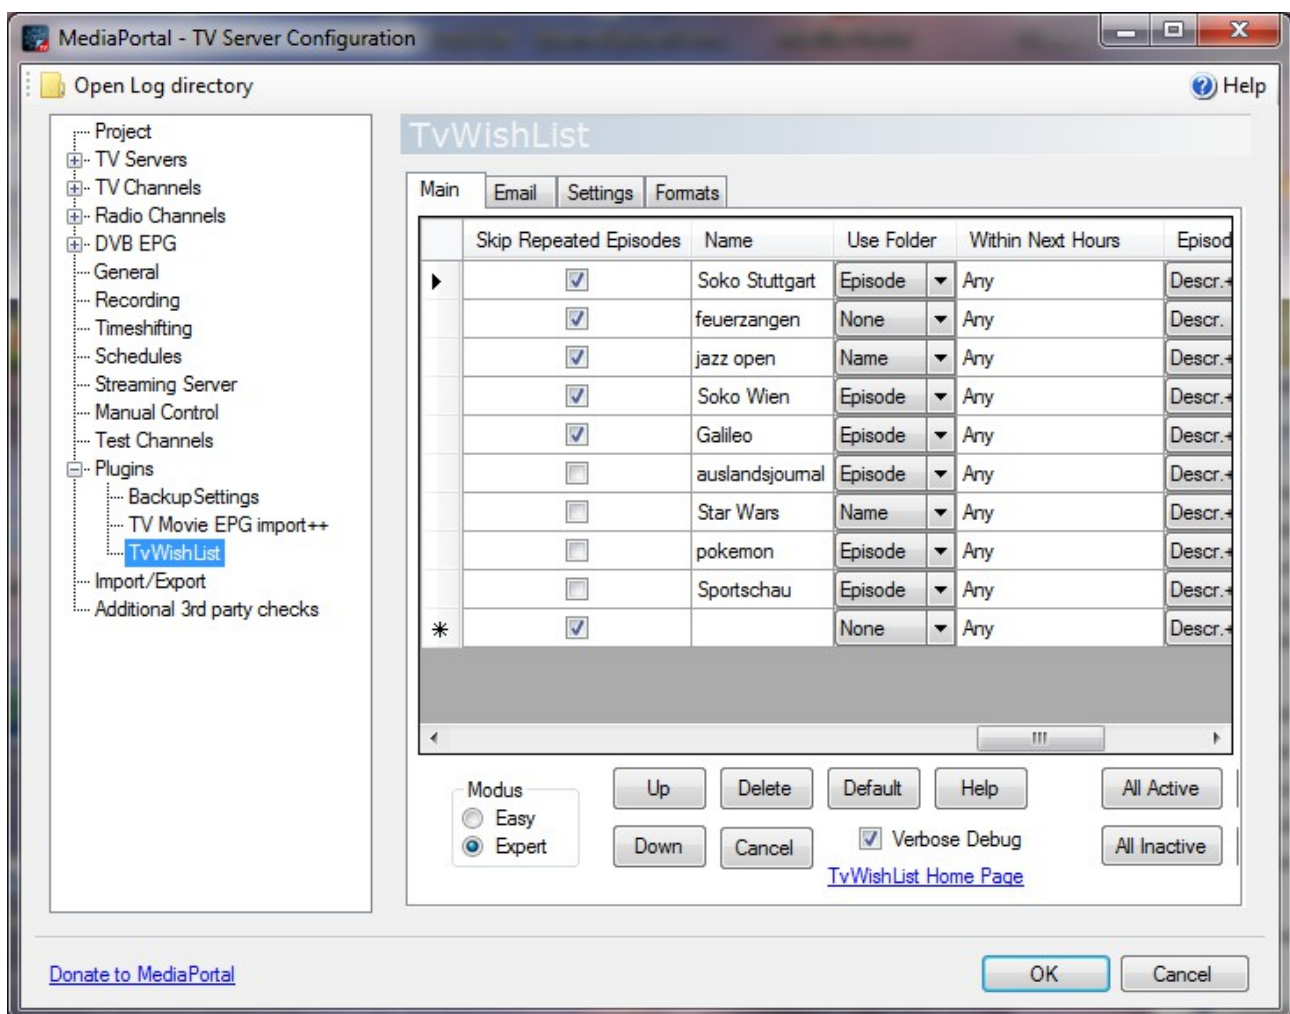 MediaPortal - TV Server Configuration
Open Log directory
Help
Project
TV Servers
TV Channels
Radio Channels
DVB EPG
General
Recording
Timeshifting
Schedules
Streaming Server
Manual Control
Test Channels
Plugins
BackupSettings
TV Movie EPG import++
TvWishList
Import/Export
Additional 3rd party checks
TvWishList
Main Email Settings Formats
Skip Repeated Episodes Name Use Folder Within Next Hours Episod
Soko Stuttgart Episode Any Descr.+
feuerzangen None Any Descr.
jazz open Name Any Descr.+
Soko Wien Episode Any Descr.+
Galileo Episode Any Descr.+
auslandsjournal Episode Any Descr.+
Star Wars Name Any Descr.+
pokemon Episode Any Descr.+
Sportschau Episode Any Descr.+
None Any Descr.+
Modus
Easy
Expert
Up Delete Default Help All Active
Down Cancel Verbose Debug All Inactive
TvWishList Home Page
Donate to MediaPortal
OK Cancel